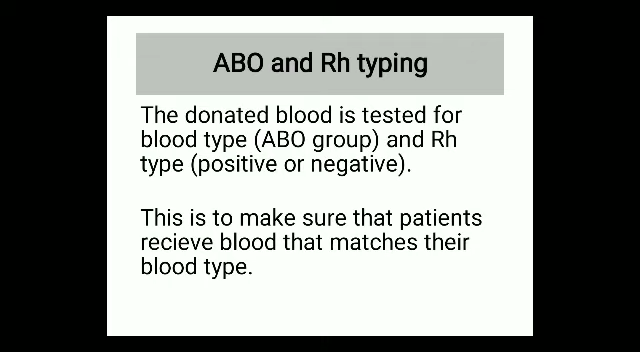 ABO and Rh typing
The donated blood is tested for
blood type (ABO group) and Rh
type (positive or negative).
This is to make sure that patients
recieve blood that matches their
blood type.